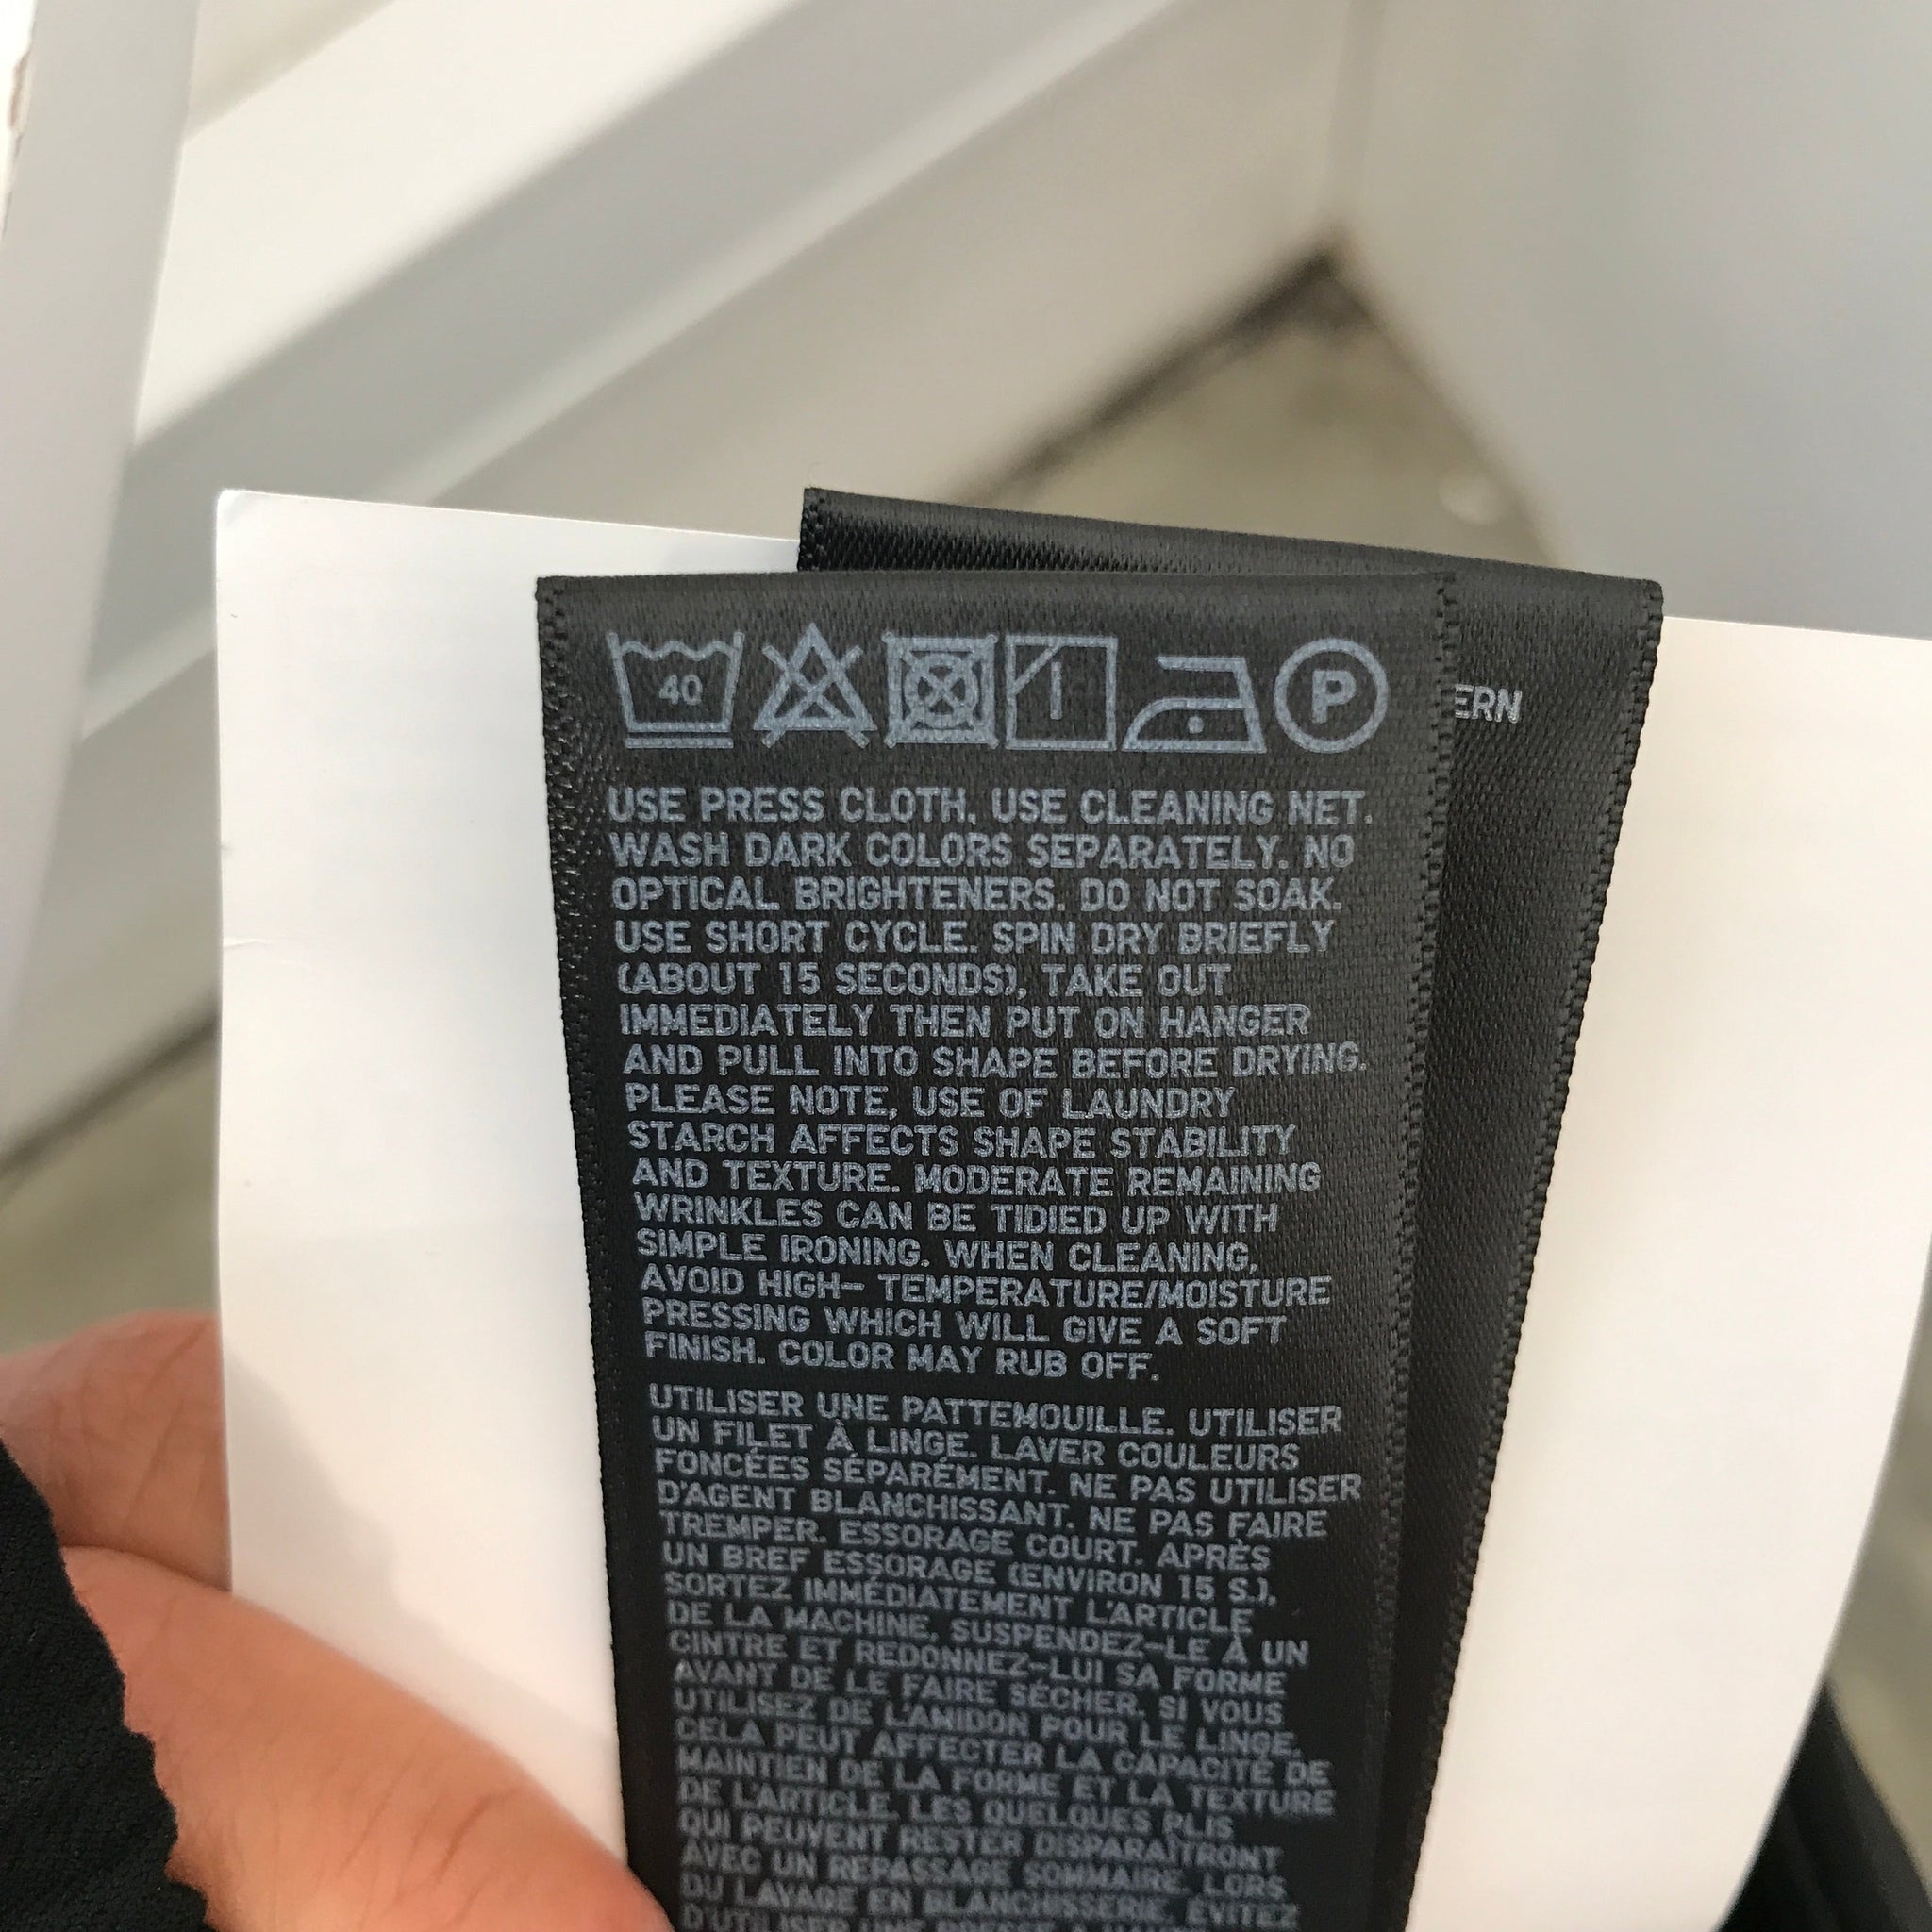 40
P
ERN
USE PRESS CLOTH, USE CLEANING NET.
WASH DARK COLORS SEPARATELY. NO
OPTICAL BRIGHTENERS. DO NOT SOAK.
USE SHORT CYCLE. SPIN DRY BRIEFLY
(ABOUT 15 SECONDS), TAKE OUT
IMMEDIATELY THEN PUT ON HANGER
AND PULL INTO SHAPE BEFORE DRYING.
PLEASE NOTE, USE OF LAUNDRY
STARCH AFFECTS SHAPE STABILITY
AND TEXTURE. MODERATE REMAINING
WRINKLES CAN BE TIDIED UP WITH
SIMPLE IRONING. WHEN CLEANING,
AVOID HIGH- TEMPERATURE/MOISTURE
PRESSING WHICH WILL GIVE A SOFT
FINISH. COLOR MAY RUB OFF.
UTILISER UNE PATTEMOUILLE. UTILISER
UN FILET À LINGE. LAVER COULEURS
FONCÉES SÉPARÉMENT. NE PAS UTILISER
D'AGENT BLANCHISSANT. NE PAS FAIRE
TREMPER. ESSORAGE COURT. APRÈS
UN BREF ESSORAGE (ENVIRON 15 S.),
SORTEZ IMMÉDIATEMENT L'ARTICLE
DE LA MACHINE, SUSPENDEZ-LE À UN
CINTRE ET REDONNEZ-LUI SA FORME
AVANT DE LE FAIRE SÉCHER. SI VOUS
UTILISEZ DE L'AMIDON POUR LE LINGE,
CELA PEUT AFFECTER LA CAPACITÉ DE
MAINTIEN DE LA FORME ET LA TEXTURE
DE L'ARTICLE. LES QUELQUES PLIS
QUI PEUVENT RESTER DISPARAÎTRONT
AVEC UN REPASSAGE SOMMAIRE. LORS
DU LAVAGE EN BLANCHISSERIE, ÉVITEZ
D'UTILISER UNE